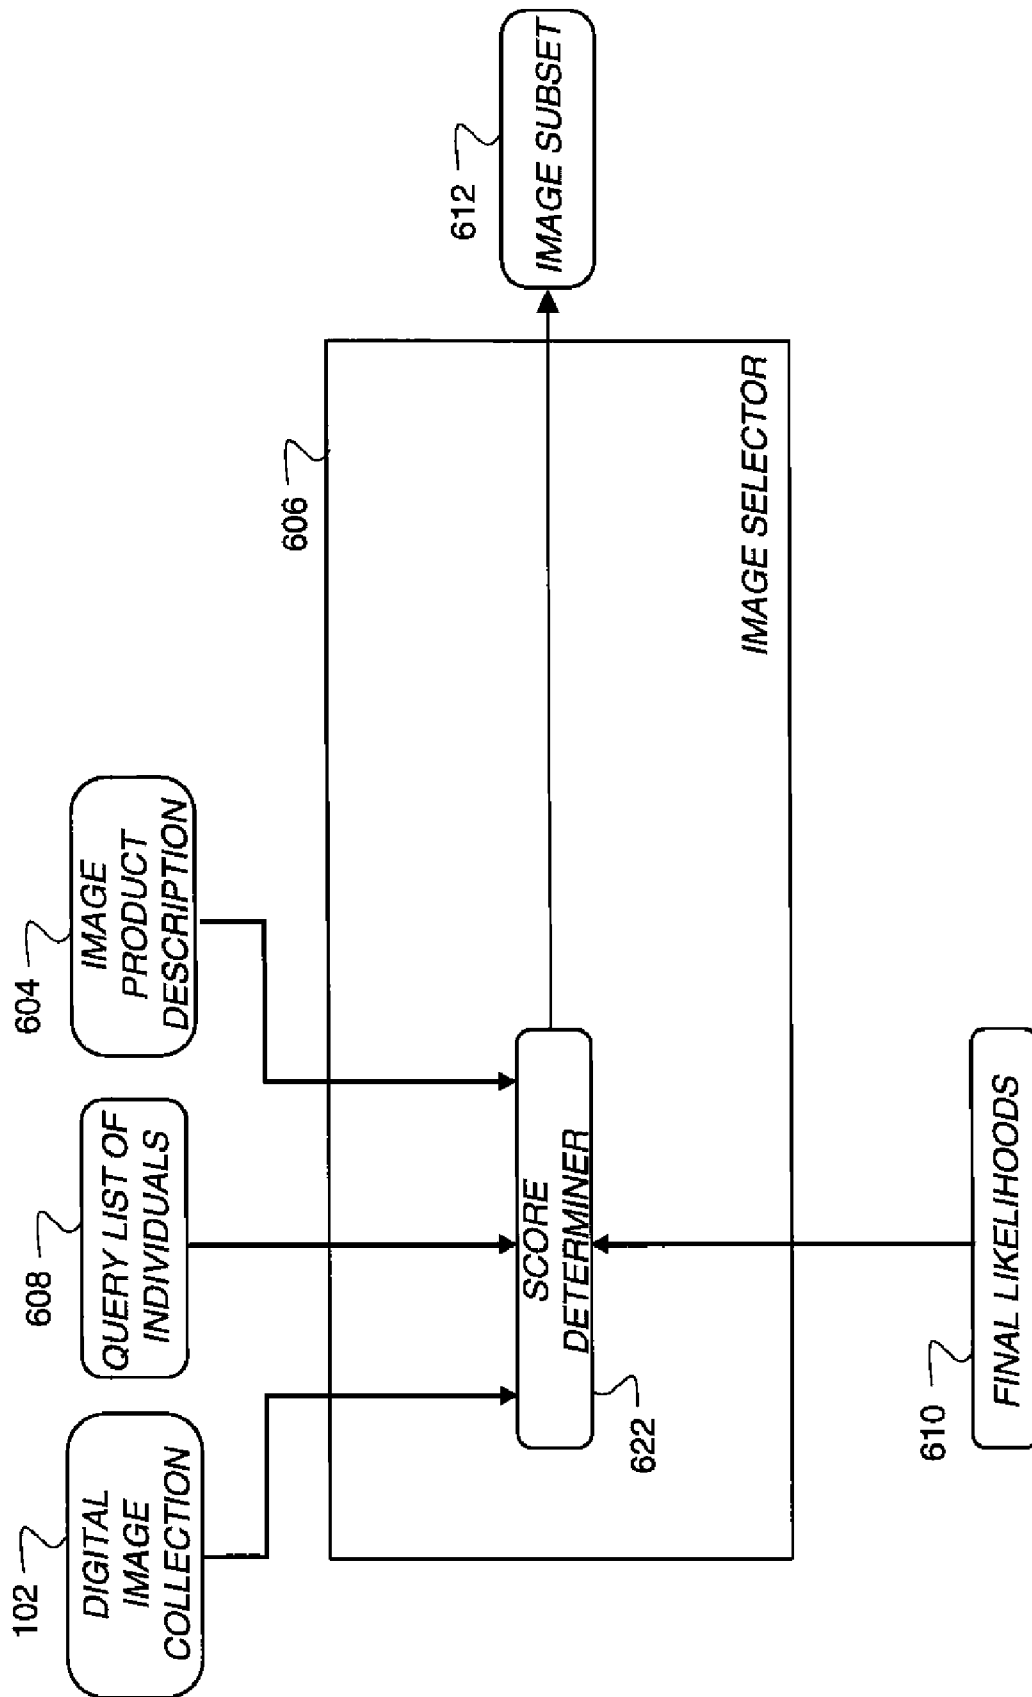 102
DIGITAL
IMAGE
COLLECTION
608
QUERY LIST OF
INDIVIDUALS
604
IMAGE
PRODUCT
DESCRIPTION
606
612
IMAGE SUBSET
SCORE
DETERMINER
622
IMAGE SELECTOR
610
FINAL LIKELIHOODS